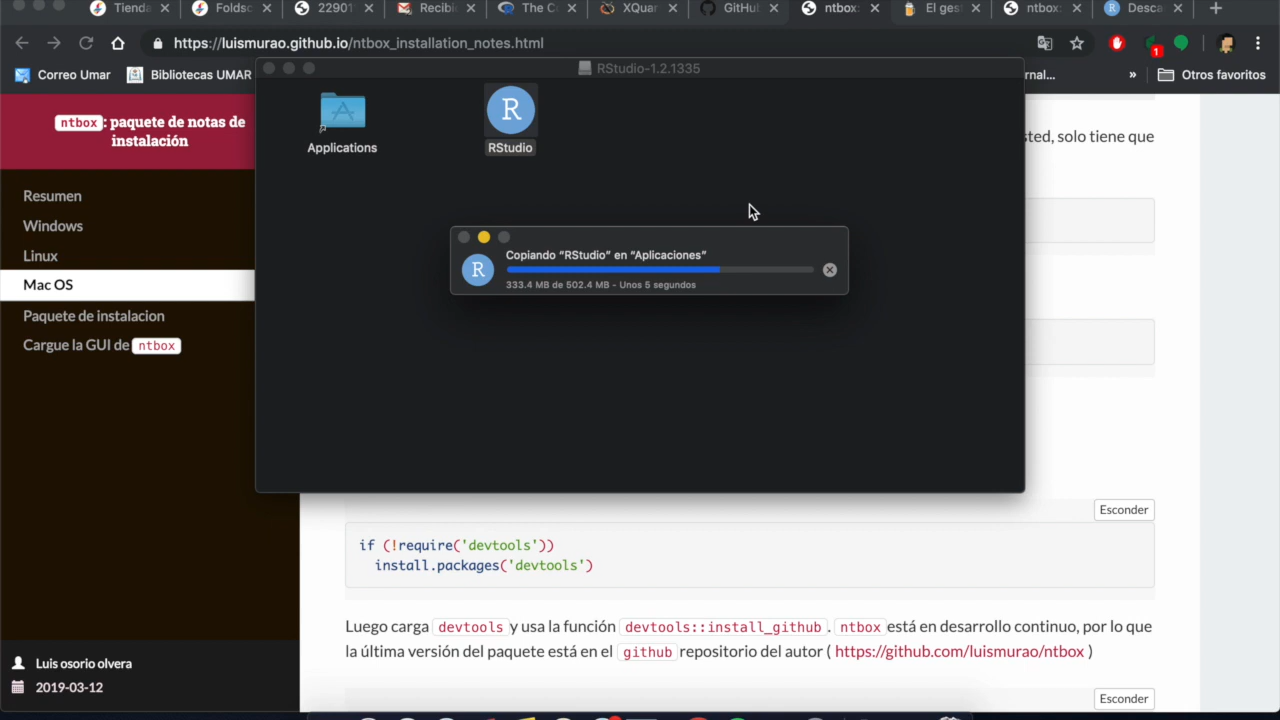 Tienda
Foldsc
22901
Recibi
The C
XQuar
GitHu
ntbox:
El gest
ntbox:
Desca
https://luismurao.github.io/ntbox_installation_notes.html
1
Correo Umar
Bibliotecas UMAR
rnal...
»
Otros favoritos
RStudio-1.2.1335
Applications
RStudio
Copiando “RStudio” en “Aplicaciones”
333.4 MB de 502.4 MB - Unos 5 segundos
ntbox: paquete de notas de
instalación
Resumen
Windows
Linux
Mac OS
Paquete de instalacion
Cargue la GUI de ntbox
Luis osorio olvera
2019-03-12
sted, solo tiene que
Esconder
if (!require('devtools'))
install.packages('devtools')
Luego carga devtools y usa la función devtools::install_github. ntbox está en desarrollo continuo, por lo que
la última versión del paquete está en el github repositorio del autor ( https://github.com/luismurao/ntbox )
Esconder